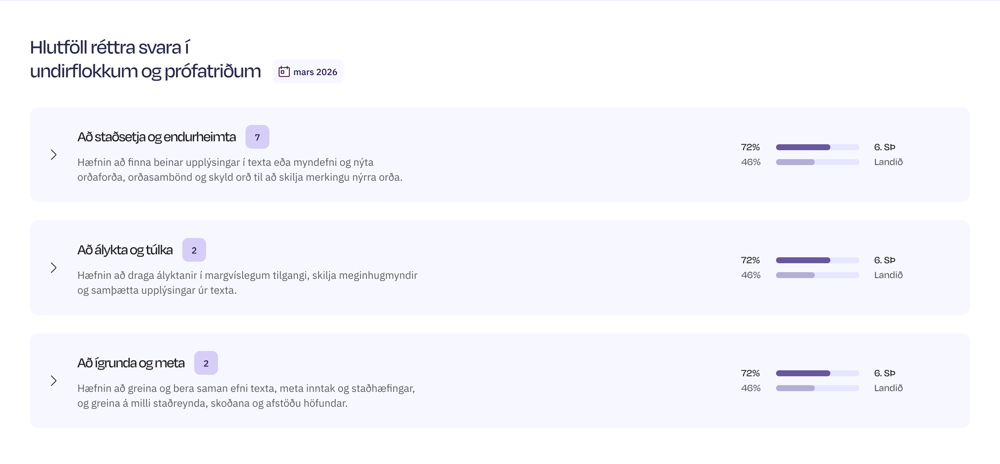 Hlutföll réttra svara í
undirflokkum og prófatriðum
mars 2026
Að staðsetja og endurheimta 7
Hæfnin að finna beinar upplýsingar í texta eða myndefni og nýta
orðaforða, orðasambönd og skyld orð til að skilja merkingu nýrra orða.
72% 6. SÞ
46% Landið
Að álykta og túlka 2
Hæfnin að draga ályktanir í margvíslegum tilgangi, skilja meginhugmyndir
og samþætta upplýsingar úr texta.
72% 6. SÞ
46% Landið
Að ígrunda og meta 2
Hæfnin að greina og bera saman efni texta, meta inntak og staðhæfingar,
og greina á milli staðreynda, skoðana og afstöðu höfundar.
72% 6. SÞ
46% Landið